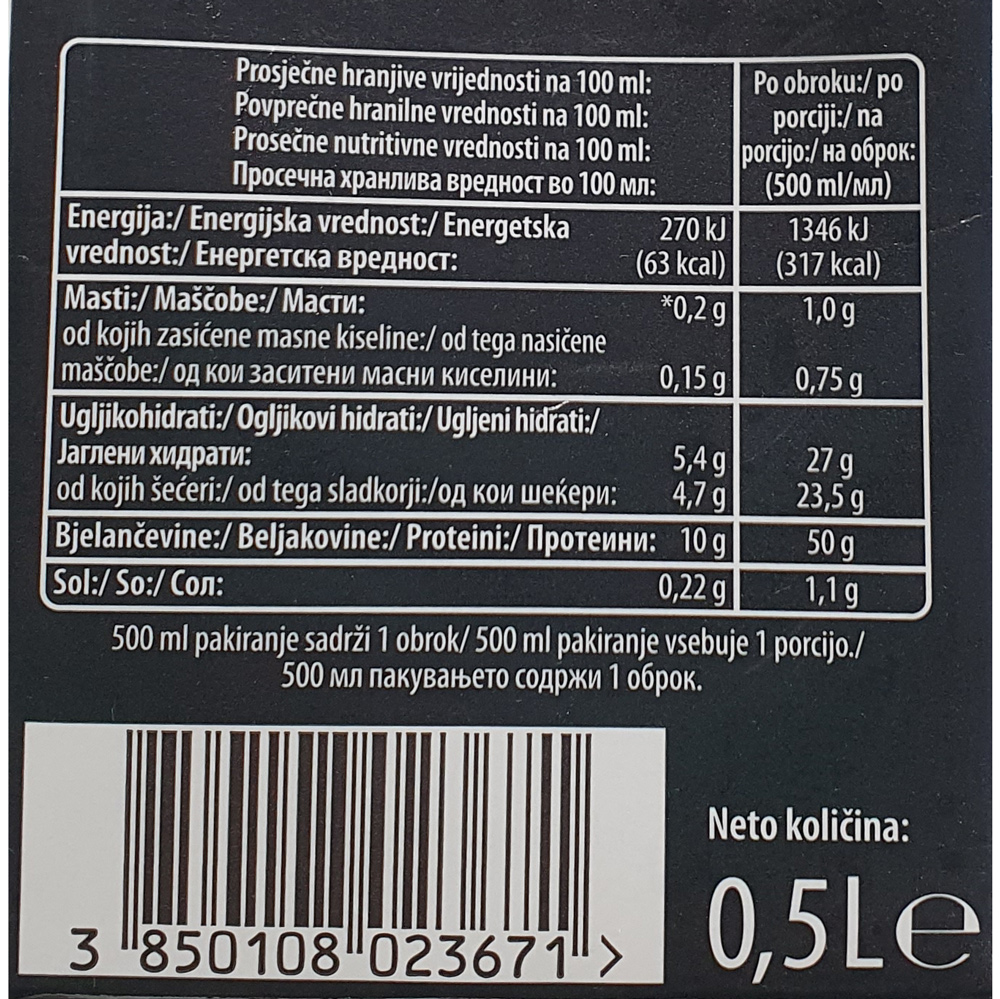 Prosječne hranjive vrijednosti na 100 ml:
Povprečne hranilne vrednosti na 100 ml:
Prosečne nutritivne vrednosti na 100 ml:
Просечна хранлива вредност во 100 мл:
Po obroku:/ po
porciji:/ na
porcijo:/ на оброк:
(500 ml/мл)
Energija:/ Energijska vrednost:/ Energetska 270 kJ 1346 kJ
vrednost:/ Енергетска вредност: (63 kcal) (317 kcal)
Masti:/ Maščobe:/ Масти: *0,2 g 1,0 g
od kojih zasićene masne kiseline:/ od tega nasičene
maščobe:/ од кои заситени масни киселини: 0,15 g 0,75 g
Ugljikohidrati:/ Ogljikovi hidrati:/ Ugljeni hidrati:/
Јаглени хидрати: 5,4 g 27 g
od kojih šećeri:/ od tega sladkorji:/од кои шеќери: 4,7 g 23,5 g
Bjelančevine:/ Beljakovine:/ Proteini:/ Протеини: 10 g 50 g
Sol:/ So:/ Сол: 0,22 g 1,1 g
500 ml pakiranje sadrži 1 obrok/ 500 ml pakiranje vsebuje 1 porcijo./
500 мл пакувањето содржи 1 оброк.
Neto količina:
0,5L e
3 850108 023671 >